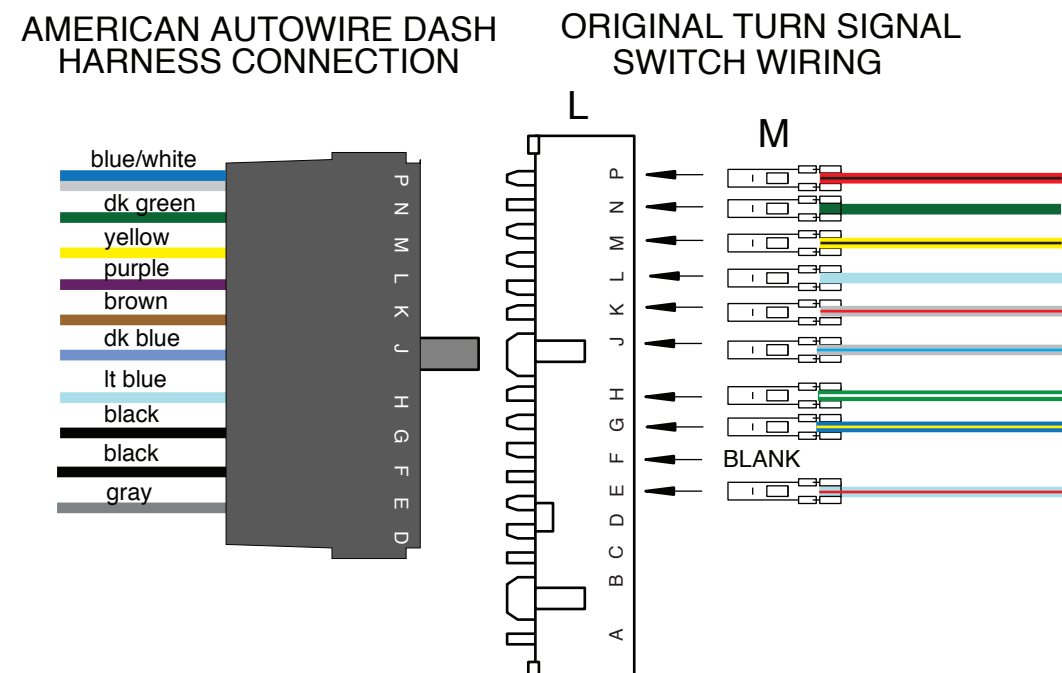 AMERICAN AUTOWIRE DASH
HARNESS CONNECTION
ORIGINAL TURN SIGNAL
SWITCH WIRING
L
M
blue/white
dk green
yellow
purple
brown
dk blue
lt blue
black
black
gray
P
N
M
L
K
J
H
G
F
E
D
P
N
M
L
K
J
H
G
F
E
D
C
B
A
BLANK